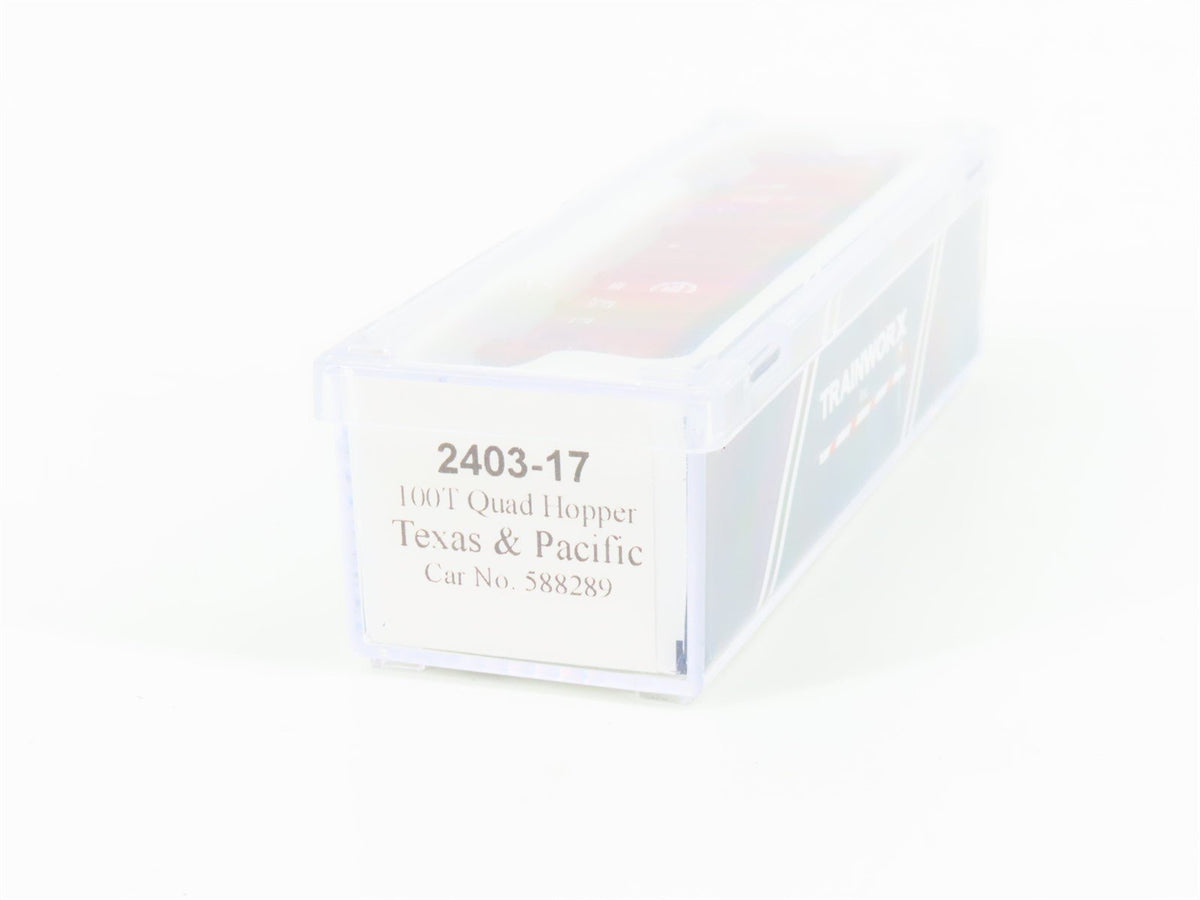 2403-17
100T Quad Hopper
Texas & Pacific
Car No. 588289
TRAINWORX